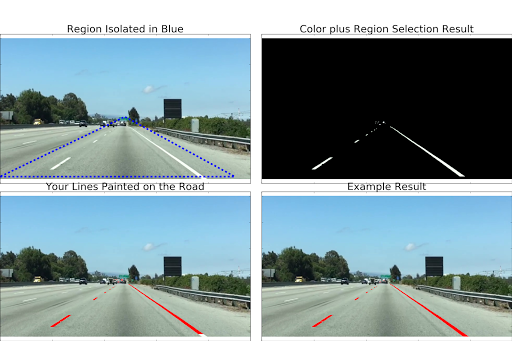 Region Isolated in Blue
Color plus Region Selection Result
Your Lines Painted on the Road
Example Result